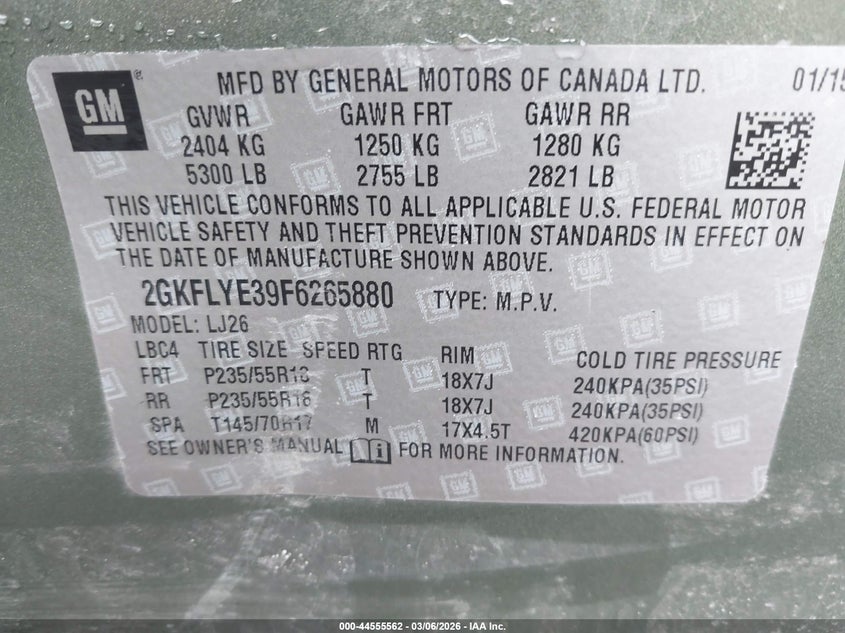 GM ®
MFD BY GENERAL MOTORS OF CANADA LTD. 01/15
GVWR GAWR FRT GAWR RR
2404 KG 1250 KG 1280 KG
5300 LB 2755 LB 2821 LB
THIS VEHICLE CONFORMS TO ALL APPLICABLE U.S. FEDERAL MOTOR
VEHICLE SAFETY AND THEFT PREVENTION STANDARDS IN EFFECT ON
THE DATE OF MANUFACTURE SHOWN ABOVE.
2GKFLYE39F6265880 TYPE: M.P.V.
MODEL: LJ26
LBC4 TIRE SIZE SPEED RTG RIM COLD TIRE PRESSURE
FRT P235/55R18 T 18X7J 240KPA(35PSI)
RR P235/55R18 T 18X7J 240KPA(35PSI)
SPA T145/70R17 M 17X4.5T 420KPA(60PSI)
SEE OWNER'S MANUAL FOR MORE INFORMATION.
000-44555562 - 03/06/2026 - IAA Inc.